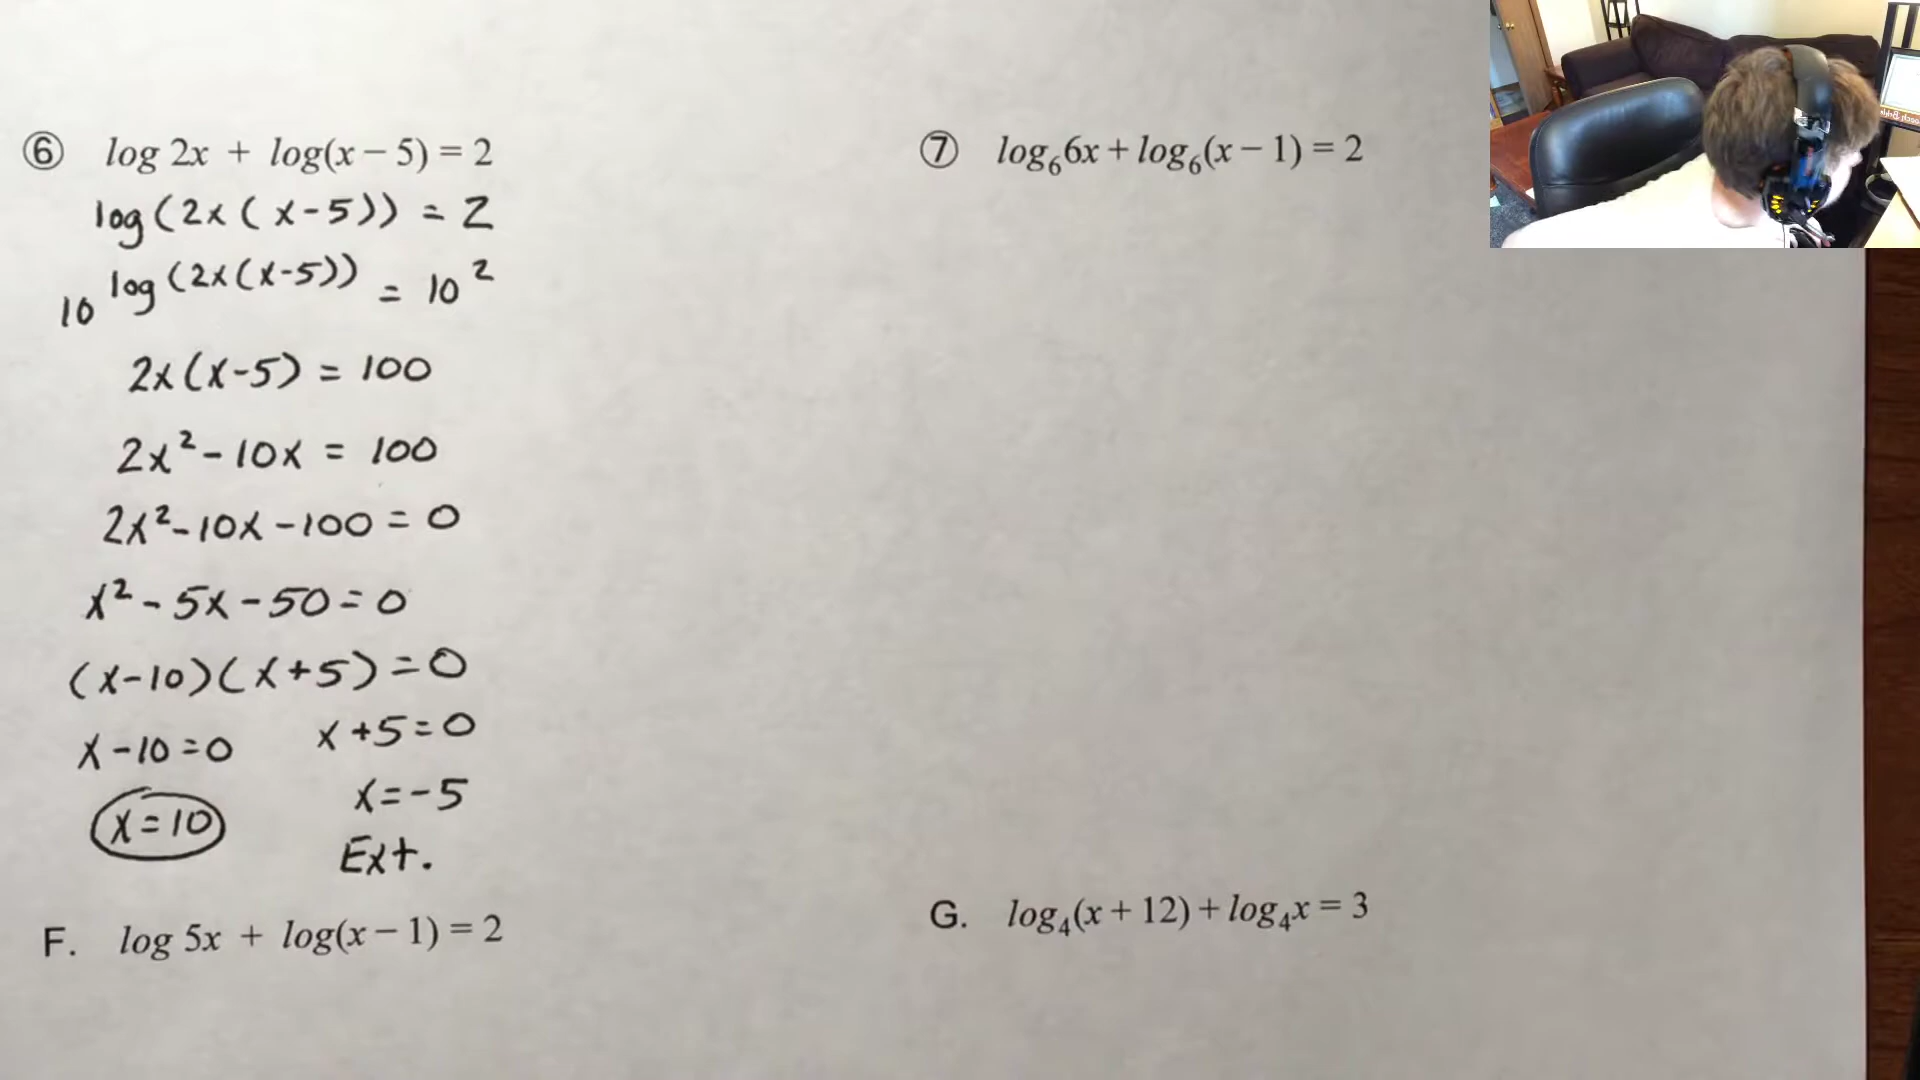 ⑥ log 2x + log(x − 5) = 2
log(2x(x-5)) = 2
10^log(2x(x-5)) = 10^2
2x(x-5) = 100
2x² - 10x = 100
2x² - 10x - 100 = 0
x² - 5x - 50 = 0
(x-10)(x+5) = 0
x - 10 = 0 x + 5 = 0
x = 10 x = -5
Ext.
F. log 5x + log(x − 1) = 2
⑦ log₆6x + log₆(x − 1) = 2
G. log₄(x + 12) + log₄x = 3